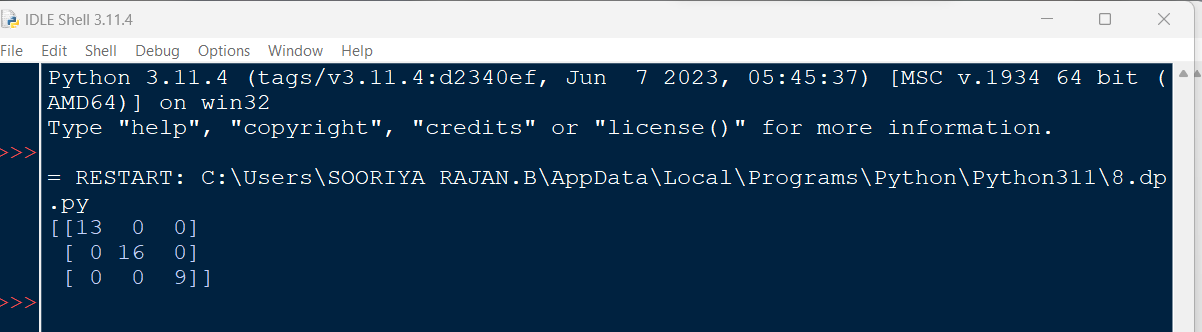 IDLE Shell 3.11.4
File Edit Shell Debug Options Window Help
Python 3.11.4 (tags/v3.11.4:d2340ef, Jun  7 2023, 05:45:37) [MSC v.1934 64 bit (
AMD64)] on win32
Type "help", "copyright", "credits" or "license()" for more information.
>>>
= RESTART: C:\Users\SOORIYA RAJAN.B\AppData\Local\Programs\Python\Python311\8.dp
.py
[[13  0  0]
 [ 0 16  0]
 [ 0  0  9]]
>>>